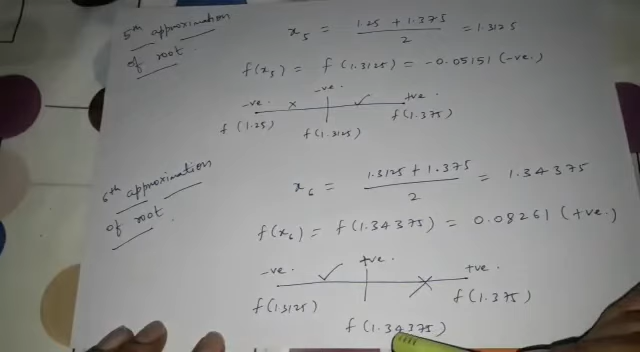 5th approximation of root.
x5 = (1.25 + 1.375)/2 = 1.3125
f(x5) = f(1.3125) = -0.05151 (-ve.)
-ve. × -ve. ✓ +ve.
f(1.25) f(1.3125) f(1.375)
6th approximation of root.
x6 = (1.3125 + 1.375)/2 = 1.34375
f(x6) = f(1.34375) = 0.08261 (+ve.)
-ve. ✓ +ve. × +ve.
f(1.3125) f(1.34375) f(1.375)